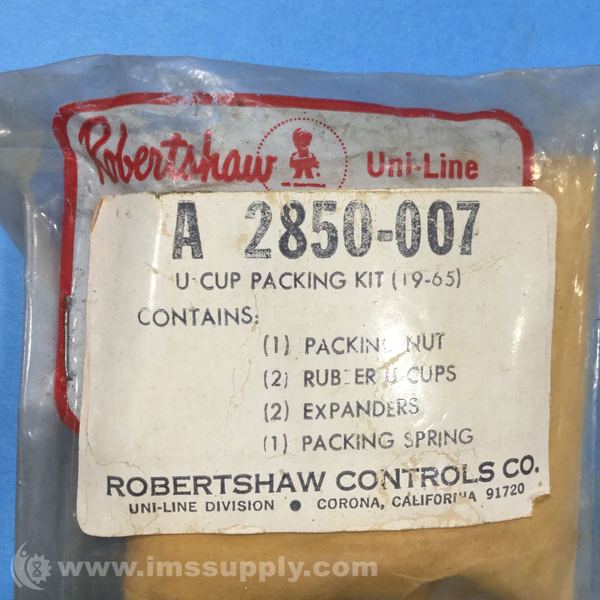 Robertshaw Uni-Line
A 2850-007
U-CUP PACKING KIT (19-65)
CONTAINS:
(1) PACKING NUT
(2) RUBBER U-CUPS
(2) EXPANDERS
(1) PACKING SPRING
ROBERTSHAW CONTROLS CO.
UNI-LINE DIVISION • CORONA, CALIFORNIA 91720
www.imssupply.com